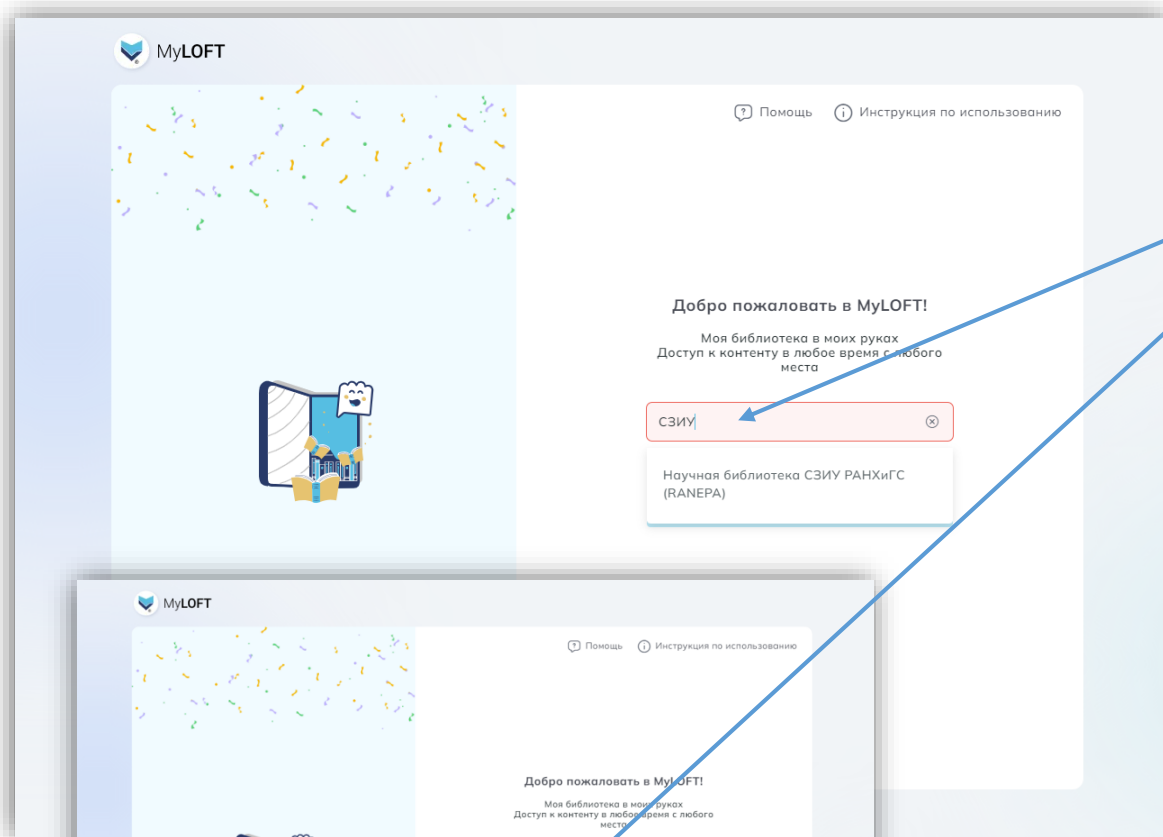 MyLOFT
Помощь
Инструкция по использованию
Добро пожаловать в MyLOFT!
Моя библиотека в моих руках
Доступ к контенту в любое время с любого
места
СЗИУ
Научная библиотека СЗИУ РАНХиГС
(RANEPA)
MyLOFT
Помощь
Инструкция по использованию
Добро пожаловать в MyLOFT!
Моя библиотека в моих руках
Доступ к контенту в любое время с любого
места